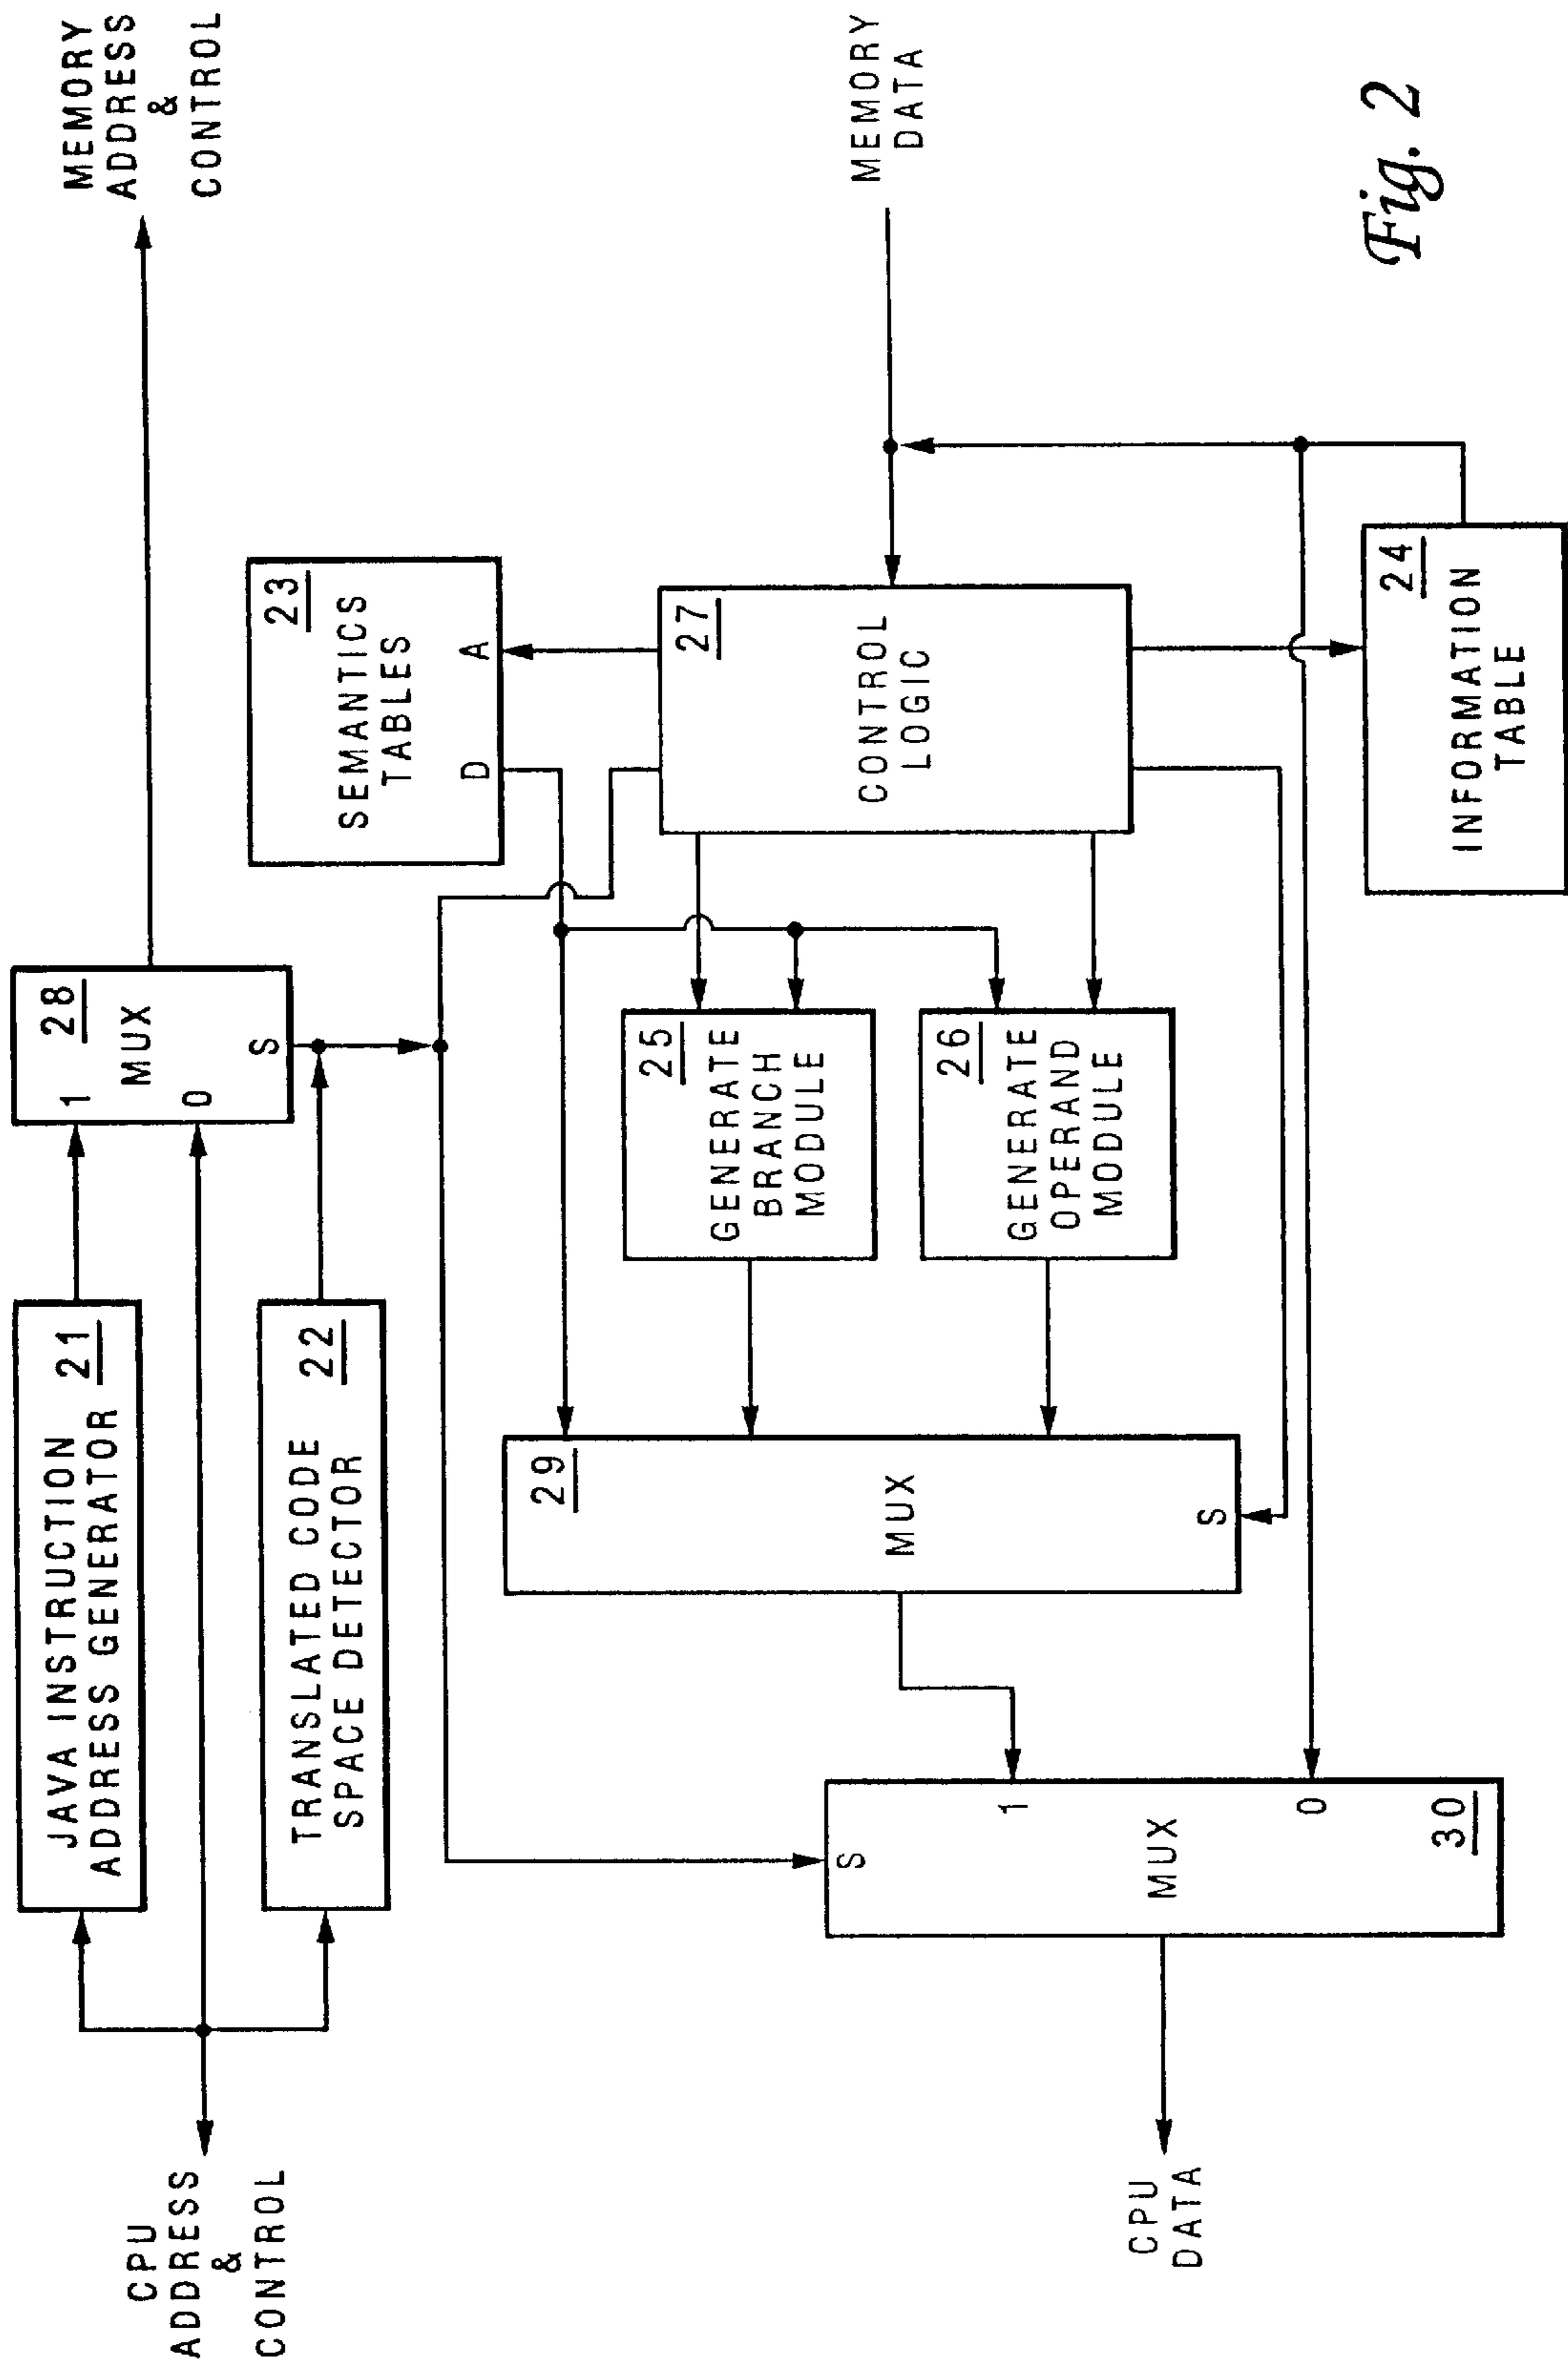 CPU
ADDRESS
&
CONTROL
JAVA INSTRUCTION
ADDRESS GENERATOR 21
TRANSLATED CODE
SPACE DETECTOR 22
28
1
MUX
0
S
MEMORY
ADDRESS
&
CONTROL
23
SEMANTICS
TABLES
D
A
25
GENERATE
BRANCH
MODULE
26
GENERATE
OPERAND
MODULE
27
CONTROL
LOGIC
MEMORY
DATA
29
MUX
S
S
1
MUX
0
30
CPU
DATA
24
INFORMATION
TABLE
Fig. 2